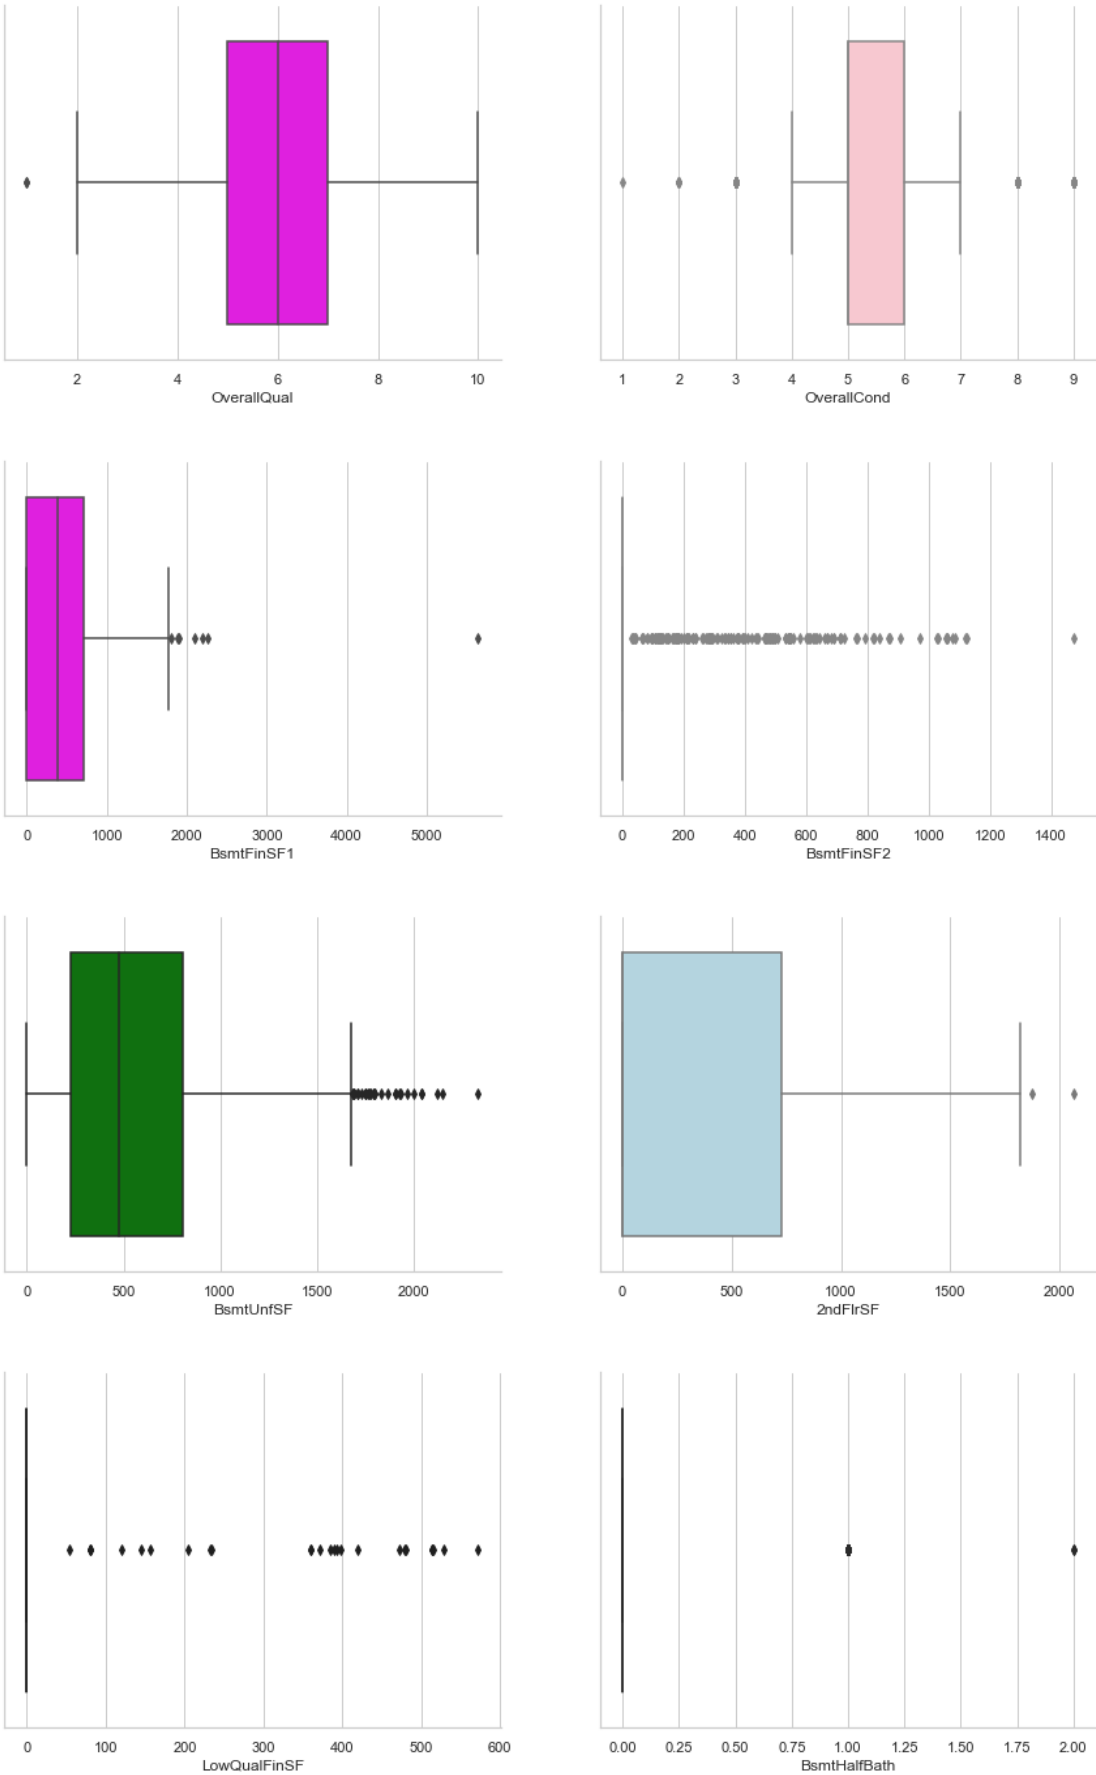 2 4 6 8 10
OverallQual
1 2 3 4 5 6 7 8 9
OverallCond
0 1000 2000 3000 4000 5000
BsmtFinSF1
0 200 400 600 800 1000 1200 1400
BsmtFinSF2
0 500 1000 1500 2000
BsmtUnfSF
0 500 1000 1500 2000
2ndFlrSF
0 100 200 300 400 500 600
LowQualFinSF
0.00 0.25 0.50 0.75 1.00 1.25 1.50 1.75 2.00
BsmtHalfBath